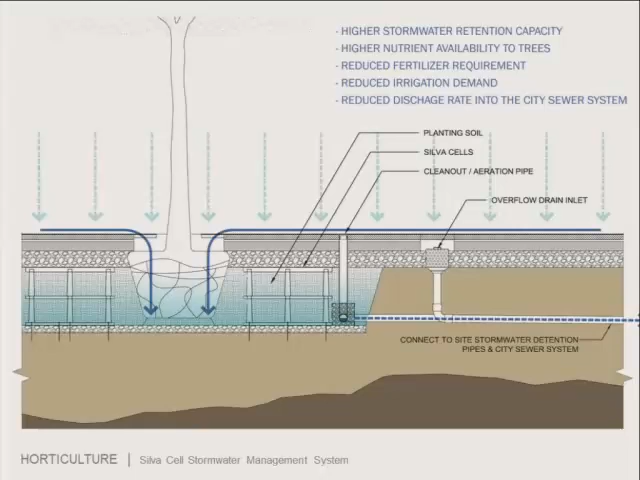 - HIGHER STORMWATER RETENTION CAPACITY
- HIGHER NUTRIENT AVAILABILITY TO TREES
- REDUCED FERTILIZER REQUIREMENT
- REDUCED IRRIGATION DEMAND
- REDUCED DISCHAGE RATE INTO THE CITY SEWER SYSTEM
PLANTING SOIL
SILVA CELLS
CLEANOUT / AERATION PIPE
OVERFLOW DRAIN INLET
CONNECT TO SITE STORMWATER DETENTION
PIPES & CITY SEWER SYSTEM
HORTICULTURE | Silva Cell Stormwater Management System